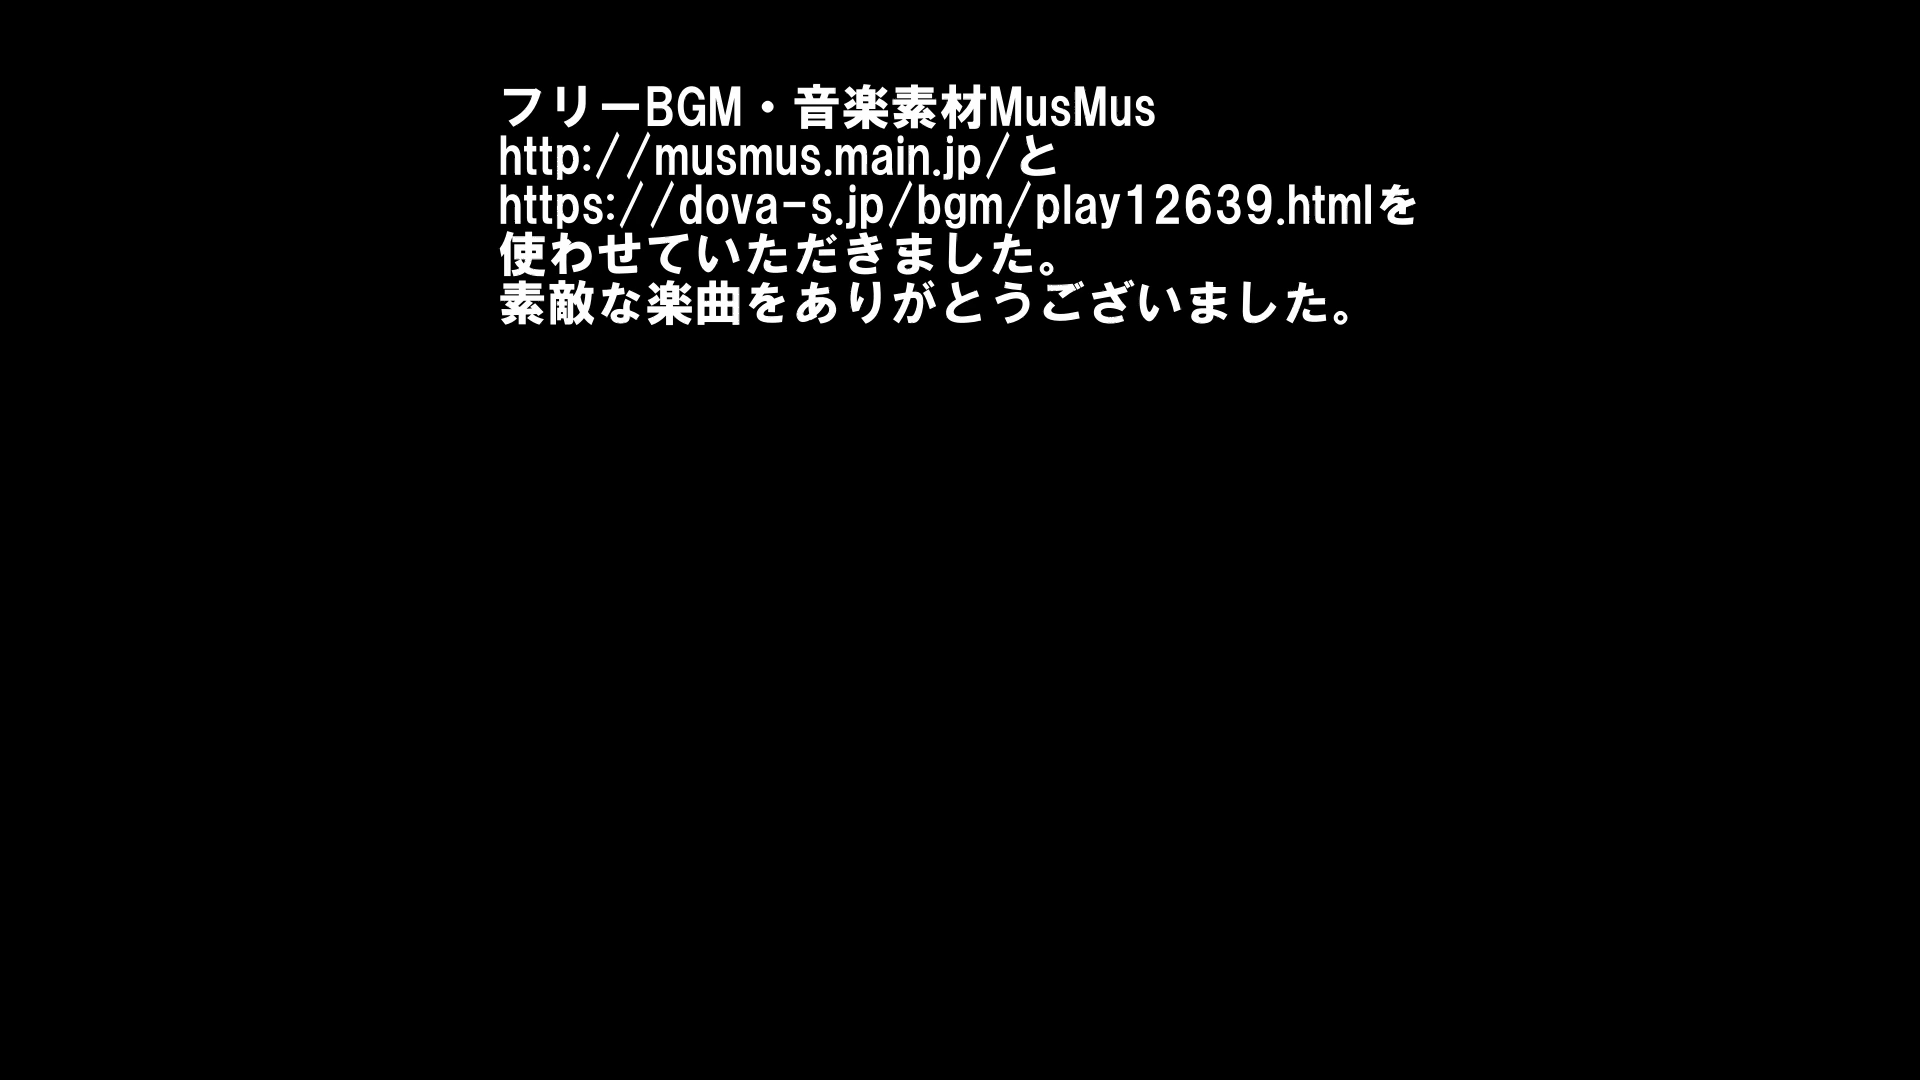 フリーBGM・音楽素材MusMus
http://musmus.main.jp/と
https://dova-s.jp/bgm/play12639.htmlを
使わせていただきました。
素敵な楽曲をありがとうございました。